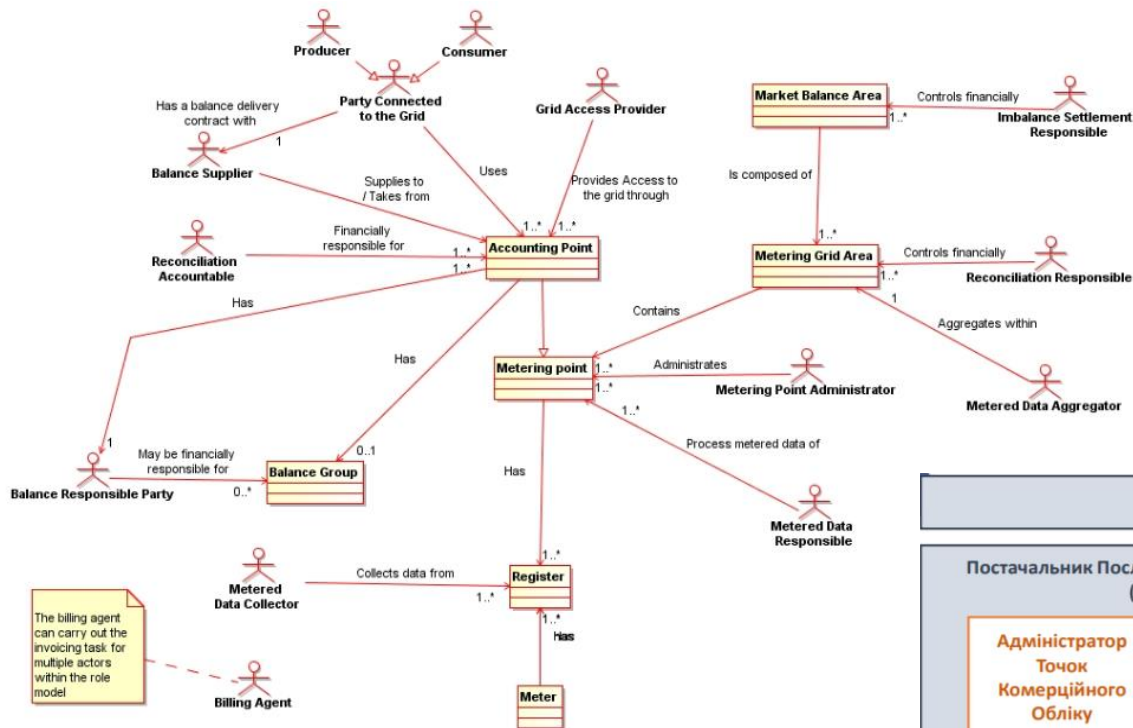 Producer
Consumer
Party Connected
to the Grid
Grid Access Provider
Market Balance Area
Controls financially
1..*
Imbalance Settlement
Responsible
Has a balance delivery
contract with
1
Balance Supplier
Uses
Supplies to
/ Takes from
Provides Access to
the grid through
Is composed of
1..*
1..*
1..*
Reconciliation
Accountable
Financially
responsible for
1..*
1..*
Accounting Point
Metering Grid Area
Controls financially
1..*
1
Reconciliation Responsible
Has
Has
Contains
Aggregates within
Metered Data Aggregator
Metering point
1..*
1..*
1..*
Administrates
Metering Point Administrator
Process metered data of
Metered Data
Responsible
1
Balance Responsible Party
May be financially
responsible for
0..*
0..1
Balance Group
Has
1..*
Metered
Data Collector
Collects data from
1..*
Register
1..*
Has
Meter
The billing agent
can carry out the
invoicing task for
multiple actors
within the role
model
Billing Agent
Постачальник
(
Адміністратор
Точок
Комерційного
Обліку